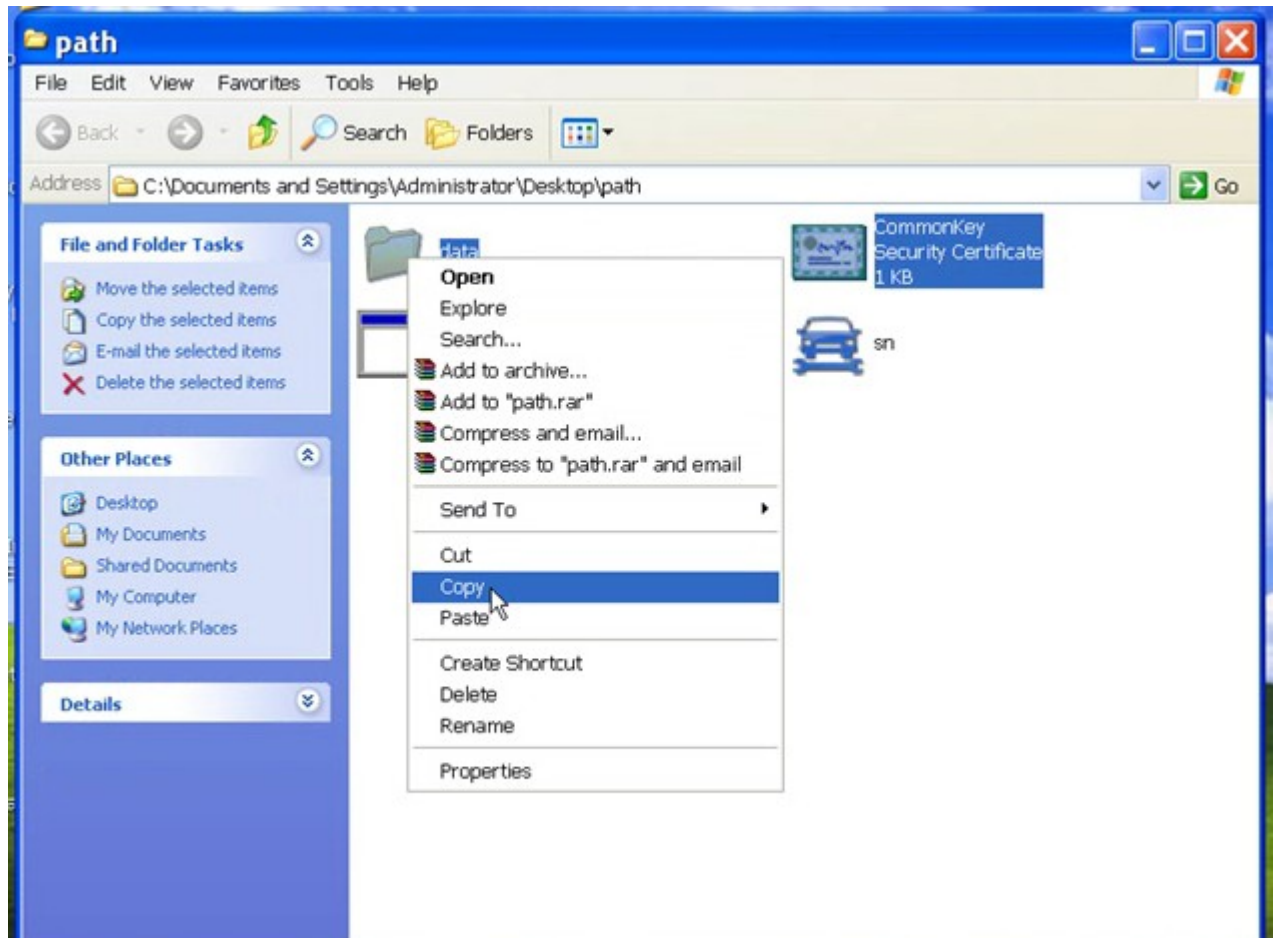 path
File Edit View Favorites Tools Help
Back Search Folders
Address C:\Documents and Settings\Administrator\Desktop\path Go
File and Folder Tasks
Move the selected items
Copy the selected items
E-mail the selected items
Delete the selected items
Other Places
Desktop
My Documents
Shared Documents
My Computer
My Network Places
Details
data
CommonKey
Security Certificate
1 KB
sn
Open
Explore
Search...
Add to archive...
Add to "path.rar"
Compress and email...
Compress to "path.rar" and email
Send To
Cut
Copy
Paste
Create Shortcut
Delete
Rename
Properties